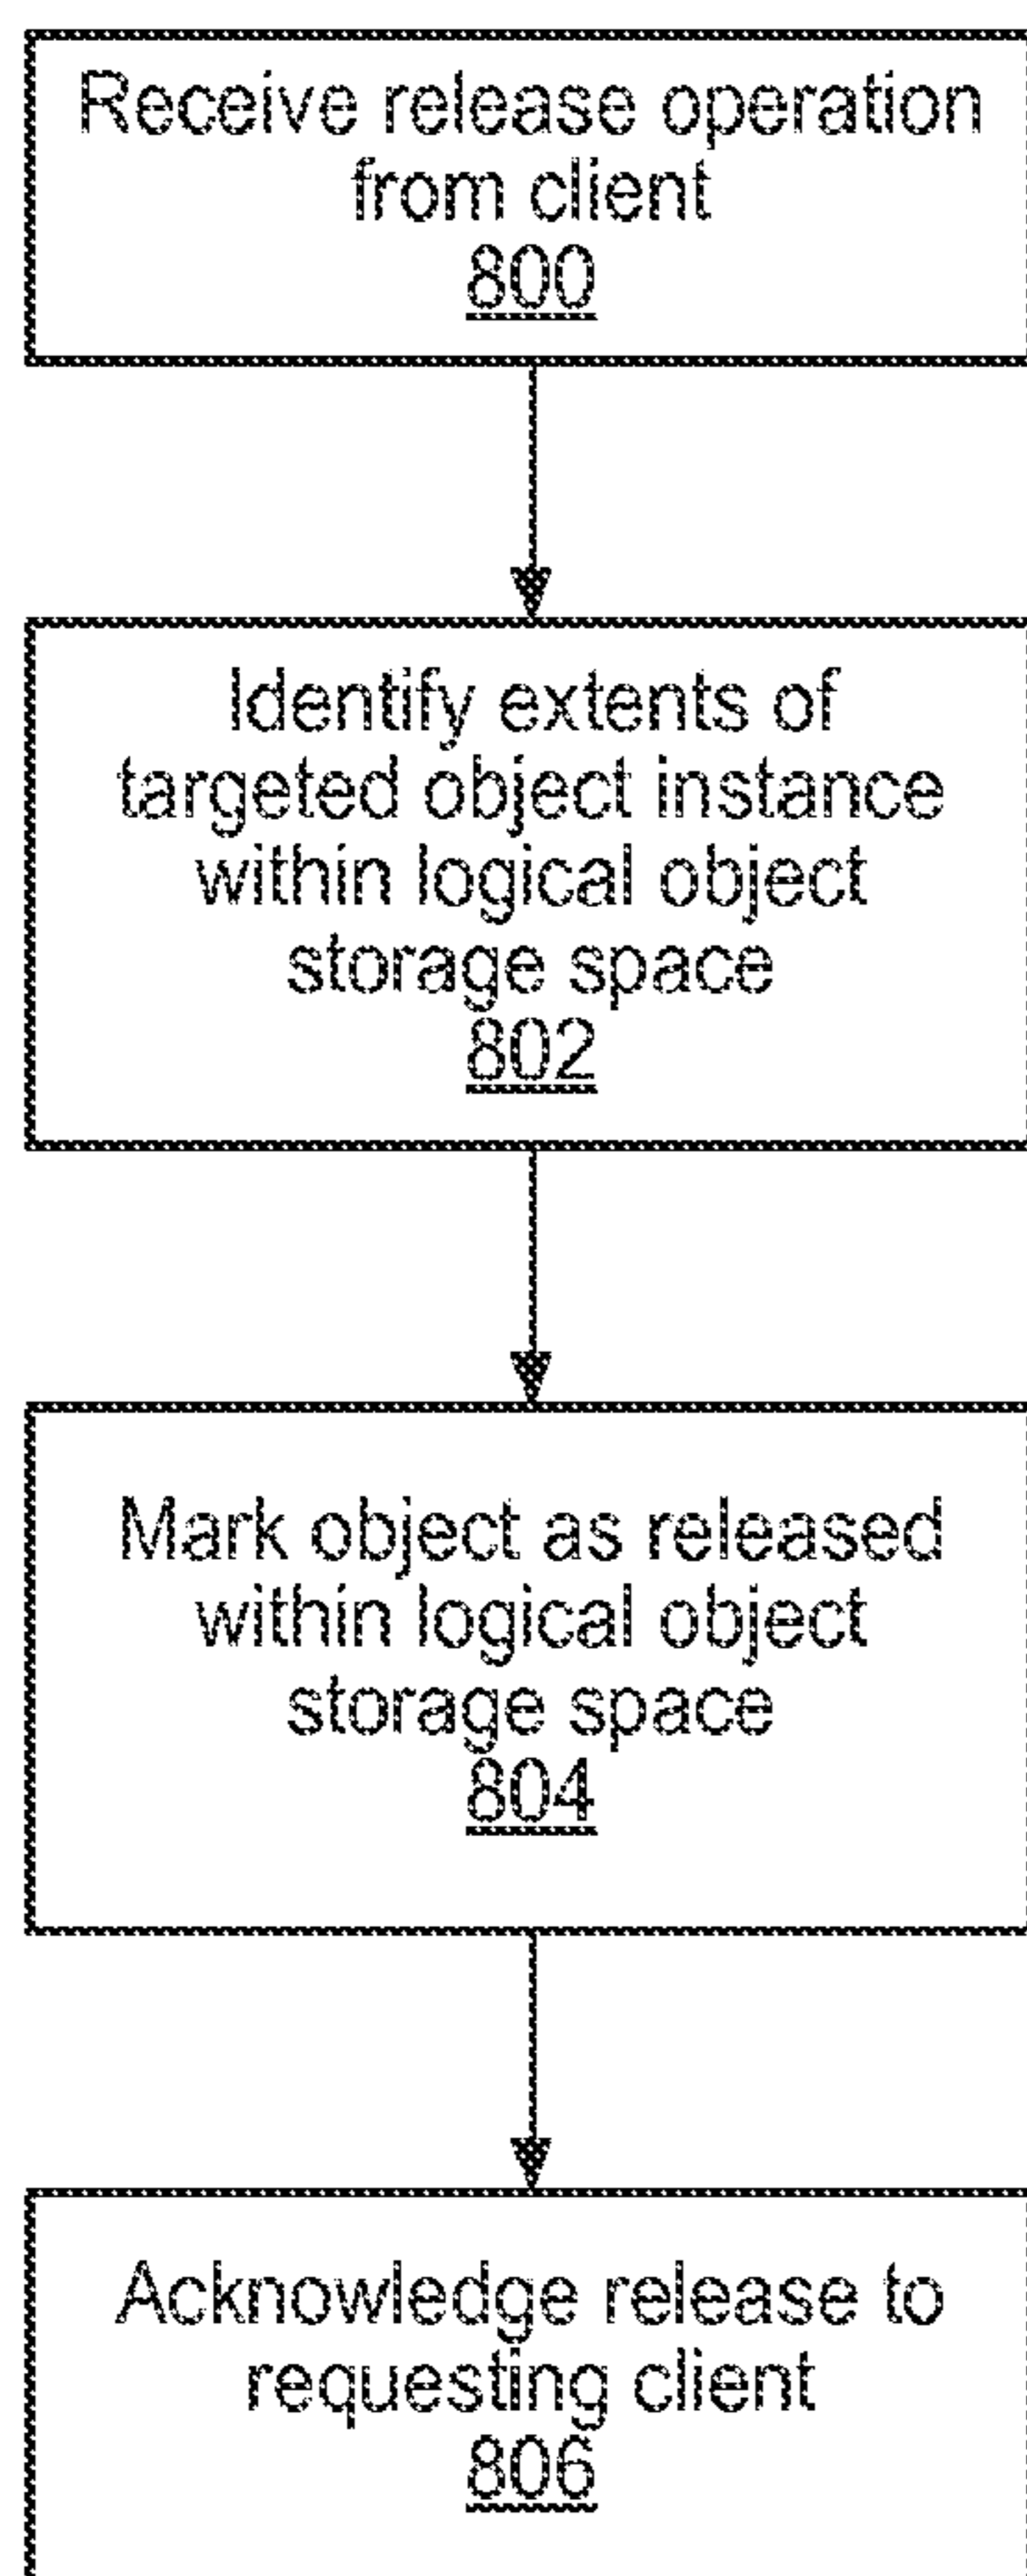 Receive release operation
from client
800
Identify extents of
targeted object instance
within logical object
storage space
802
Mark object as released
within logical object
storage space
804
Acknowledge release to
requesting client
806